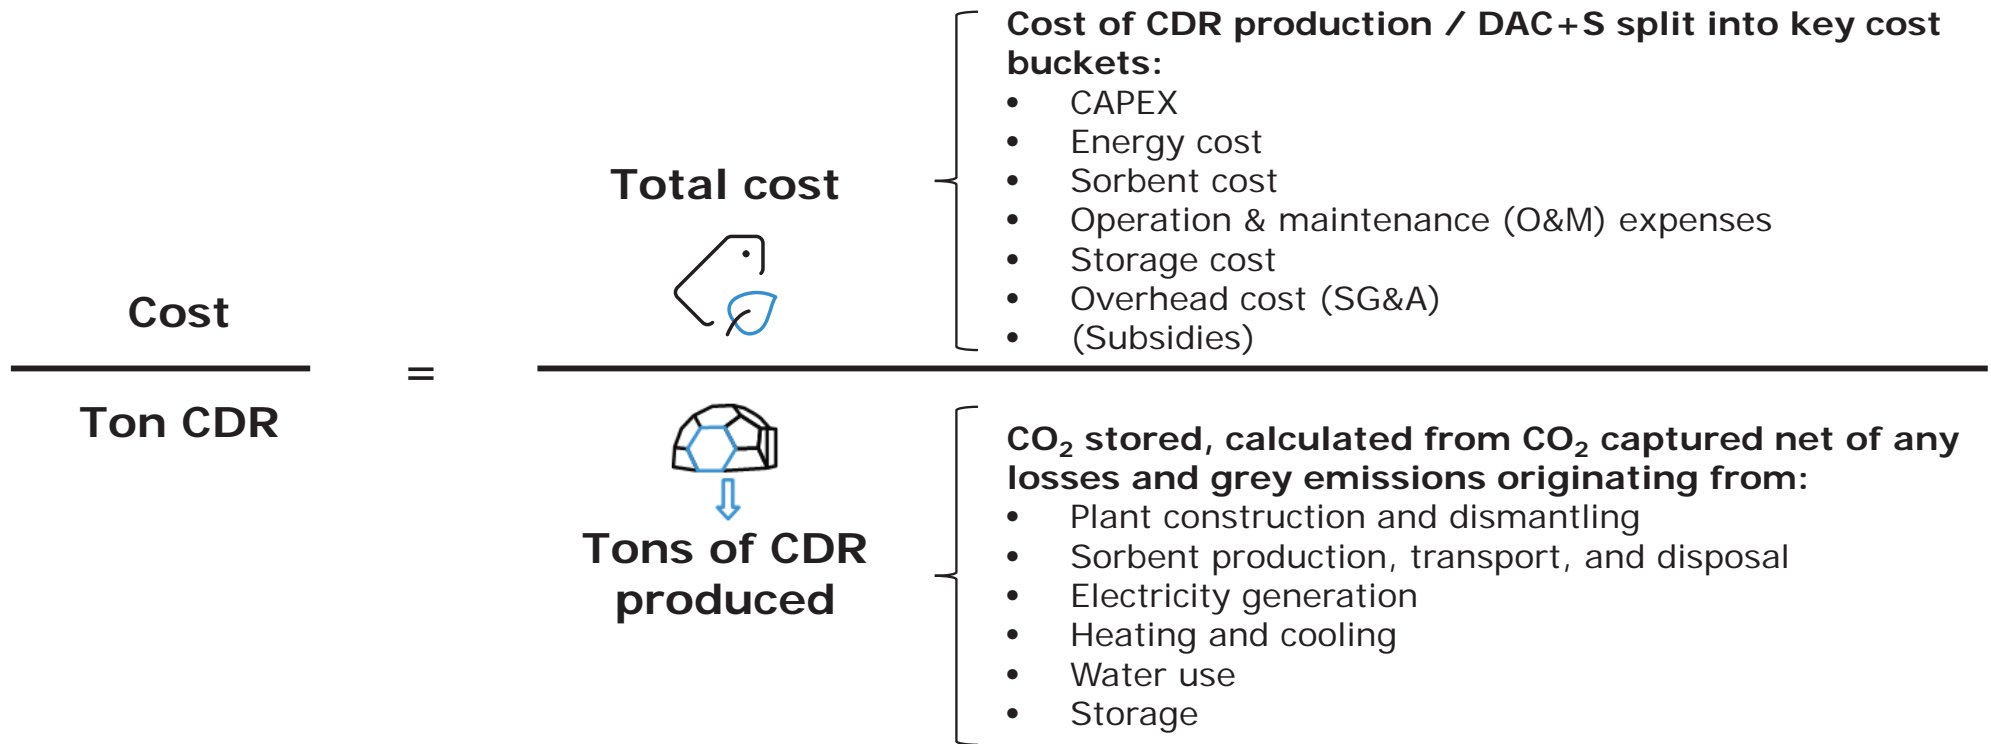 Cost
Ton CDR
=
Total cost
Cost of CDR production / DAC+S split into key cost
buckets:
• CAPEX
• Energy cost
• Sorbent cost
• Operation & maintenance (O&M) expenses
• Storage cost
• Overhead cost (SG&A)
• (Subsidies)
Tons of CDR
produced
CO₂ stored, calculated from CO₂ captured net of any
losses and grey emissions originating from:
• Plant construction and dismantling
• Sorbent production, transport, and disposal
• Electricity generation
• Heating and cooling
• Water use
• Storage